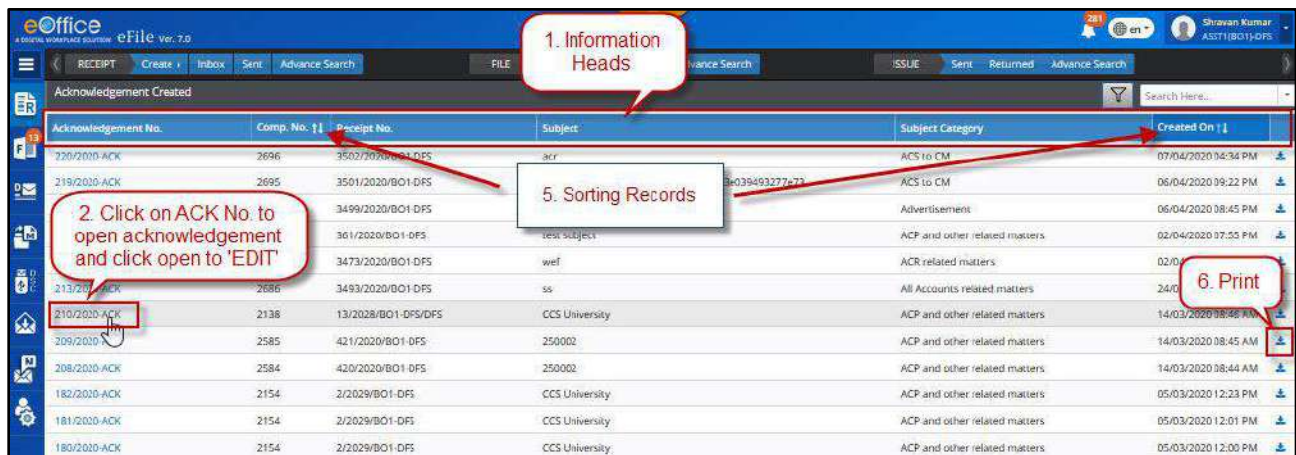 eOffice
A DIGITAL WORKPLACE SOLUTION eFile Ver. 7.0
281 en Shravan Kumar
ASST1(BO1)-DFS
RECEIPT Create Inbox Sent Advance Search FILE Advance Search ISSUE Sent Returned Advance Search
1. Information
Heads
Acknowledgement Created Search Here...
Acknowledgement No. Comp. No. Receipt No. Subject Subject Category Created On
13
220/2020-ACK 2696 3502/2020/BO1-DFS acr ACS to CM 07/04/2020 04:34 PM
219/2020-ACK 2695 3501/2020/BO1-DFS 3e039493277e73 ACS to CM 06/04/2020 09:22 PM
5. Sorting Records
2. Click on ACK No. to
open acknowledgement
and click open to 'EDIT'
3499/2020/BO1-DFS Advertisement 06/04/2020 08:45 PM
361/2020/BO1-DFS test subject ACP and other related matters 02/04/2020 07:55 PM
3473/2020/BO1-DFS wef ACR related matters 02/04
6. Print
213/2020-ACK 2686 3493/2020/BO1-DFS ss All Accounts related matters 24/0
210/2020-ACK 2138 13/2028/BO1-DFS/DFS CCS University ACP and other related matters 14/03/2020 08:46 AM
209/2020- 2585 421/2020/BO1-DFS 250002 ACP and other related matters 14/03/2020 08:45 AM
208/2020-ACK 2584 420/2020/BO1-DFS 250002 ACP and other related matters 14/03/2020 08:44 AM
182/2020-ACK 2154 2/2029/BO1-DFS CCS University ACP and other related matters 05/03/2020 12:23 PM
181/2020-ACK 2154 2/2029/BO1-DFS CCS University ACP and other related matters 05/03/2020 12:01 PM
180/2020-ACK 2154 2/2029/BO1-DFS CCS University ACP and other related matters 05/03/2020 12:00 PM